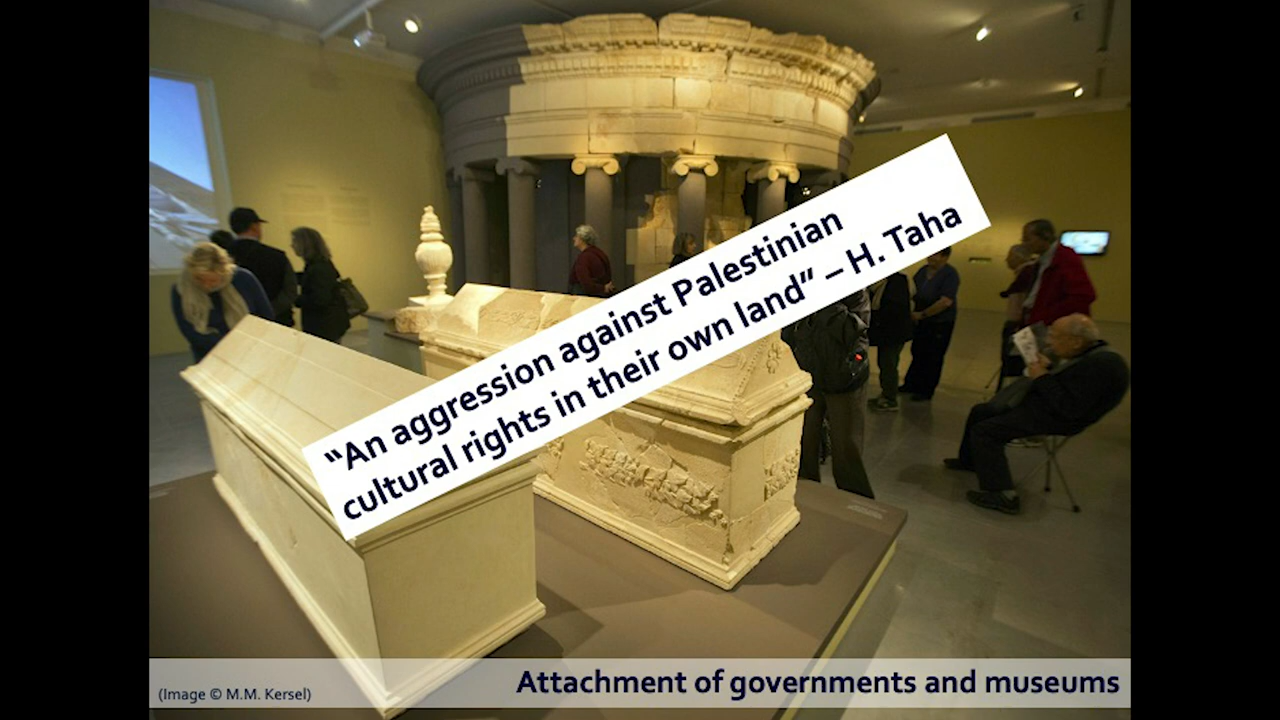 “An aggression against Palestinian
cultural rights in their own land” – H. Taha
(Image © M.M. Kersel)
Attachment of governments and museums